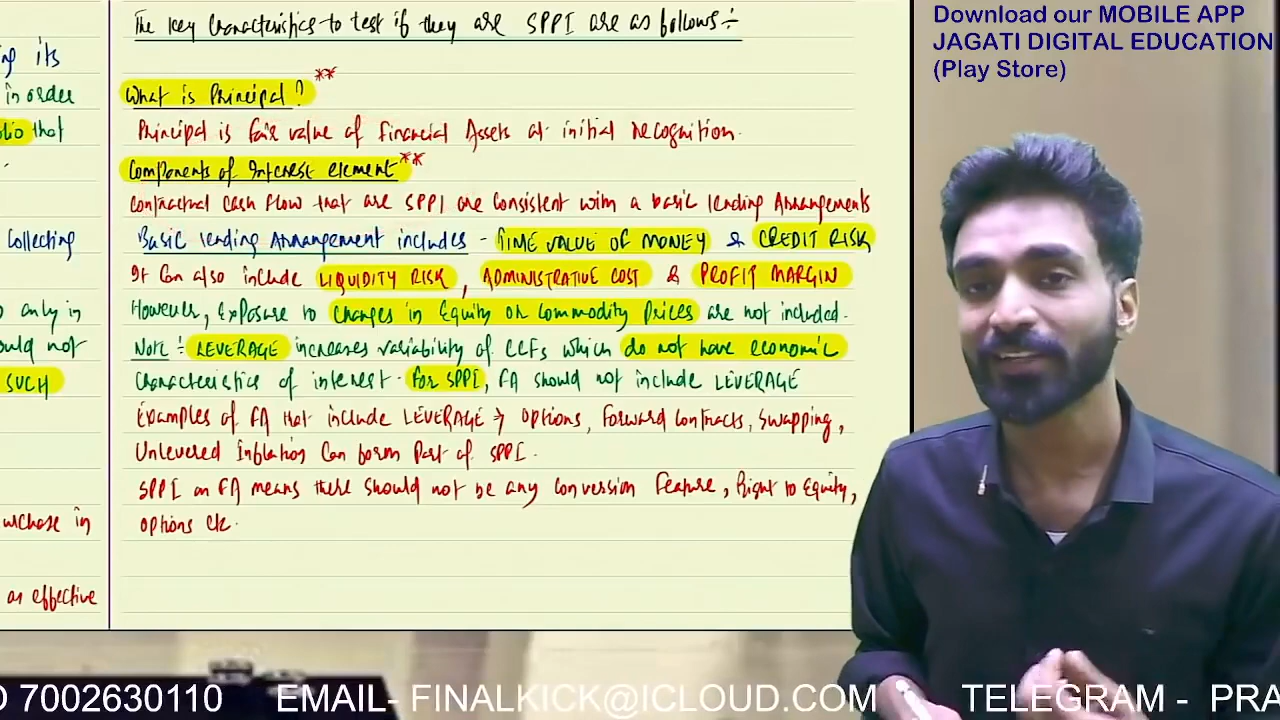 The key characteristics to test if they are SPPI are as follows :-
What is Principal? **
Principal is fair value of financial Assets at initial recognition.
Components of Interest element **
Contractual cash flow that are SPPI are consistent with a basic lending Arrangements
Basic lending Arrangement includes - TIME VALUE OF MONEY & CREDIT RISK
It can also include LIQUIDITY RISK, ADMINISTRATIVE COST & PROFIT MARGIN
However, Exposure to changes in Equity or commodity prices are not included.
Note :- LEVERAGE increases variability of CCFs which do not have economic
characteristics of interest. For SPPI, FA should not include LEVERAGE
Examples of FA that include LEVERAGE → options, Forward contracts, Swapping,
Unlevered Inflation can form Part of SPPI.
SPPI on FA means there should not be any conversion Feature, Right to Equity,
options etc.
its
in order
that
Collecting
only in
not
SUCH
in
as effective
Download our MOBILE APP
JAGATI DIGITAL EDUCATION
(Play Store)
7002630110 EMAIL- FINALKICK@ICLOUD.COM TELEGRAM - PRA